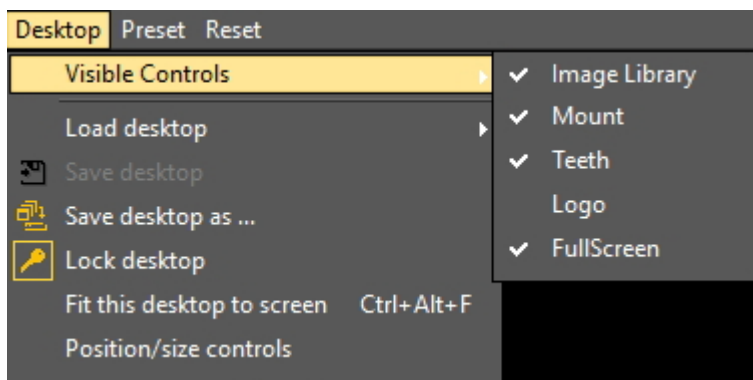 Desktop Preset Reset
Visible Controls
Image Library
Mount
Teeth
Logo
FullScreen
Load desktop
Save desktop
Save desktop as ...
Lock desktop
Fit this desktop to screen Ctrl+Alt+F
Position/size controls